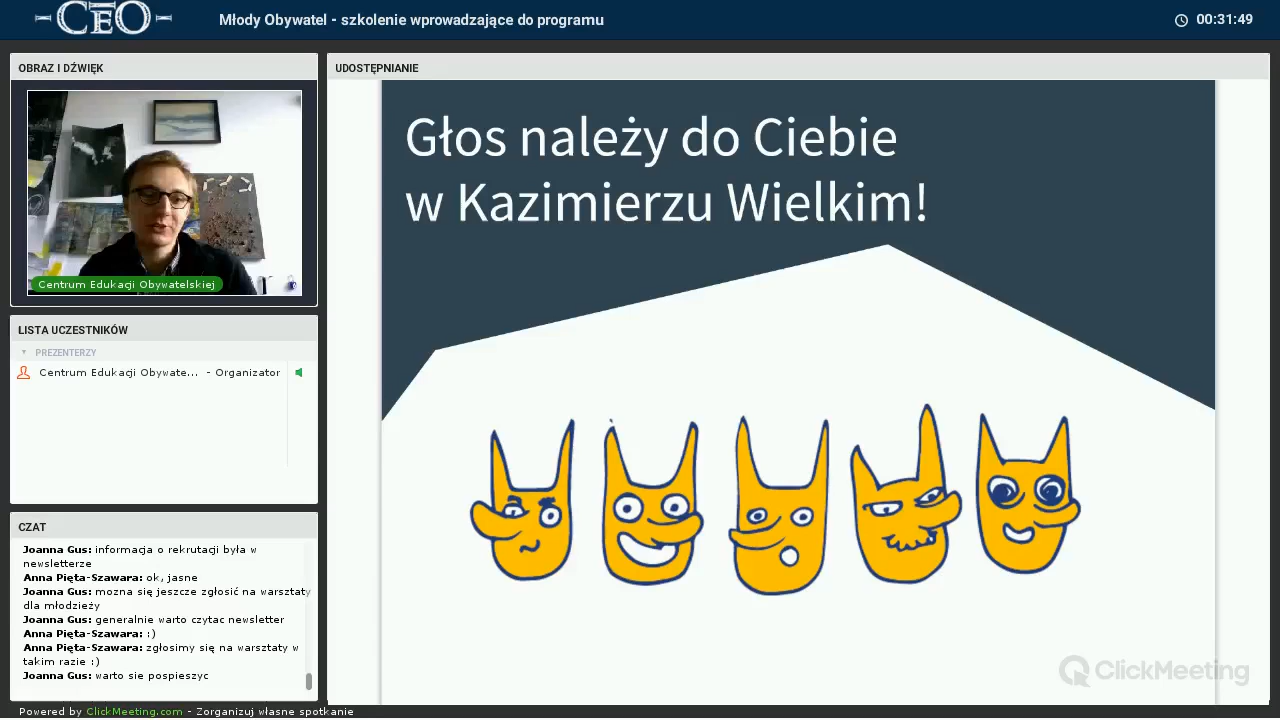 CEO
Młody Obywatel - szkolenie wprowadzające do programu
00:31:49
OBRAZ I DŹWIĘK
Centrum Edukacji Obywatelskiej
LISTA UCZESTNIKÓW
PREZENTERZY
Centrum Edukacji Obywate... - Organizator
CZAT
Joanna Gus: informacja o rekrutacji była w
newsletterze
Anna Pięta-Szawara: ok, jasne
Joanna Gus: mozna się jeszcze zgłosić na warsztaty
dla młodzieży
Joanna Gus: generalnie warto czytac newsletter
Anna Pięta-Szawara: :)
Anna Pięta-Szawara: zgłosimy się na warsztaty w
takim razie :)
Joanna Gus: warto sie pospieszyc
UDOSTĘPNIANIE
Głos należy do Ciebie
w Kazimierzu Wielkim!
ClickMeeting
Powered by ClickMeeting.com - Zorganizuj własne spotkanie